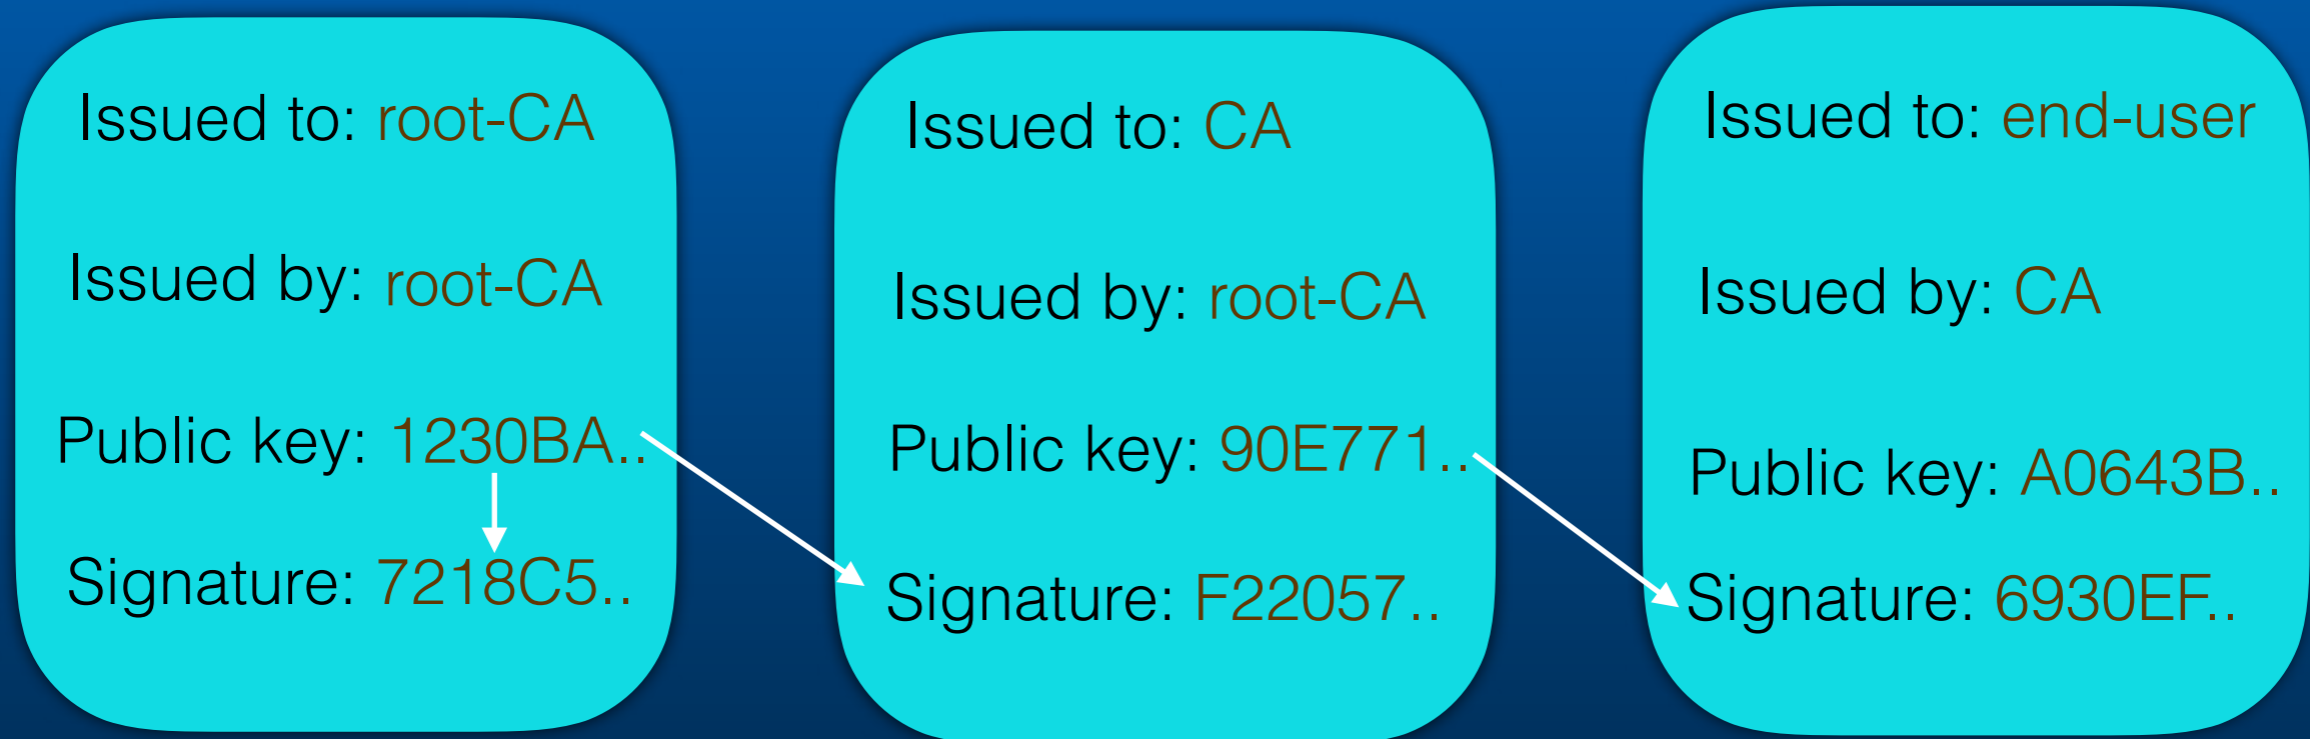 Issued to: root-CA
Issued by: root-CA
Public key: 1230BA..
Signature: 7218C5..
Issued to: CA
Issued by: root-CA
Public key: 90E771..
Signature: F22057..
Issued to: end-user
Issued by: CA
Public key: A0643B..
Signature: 6930EF..